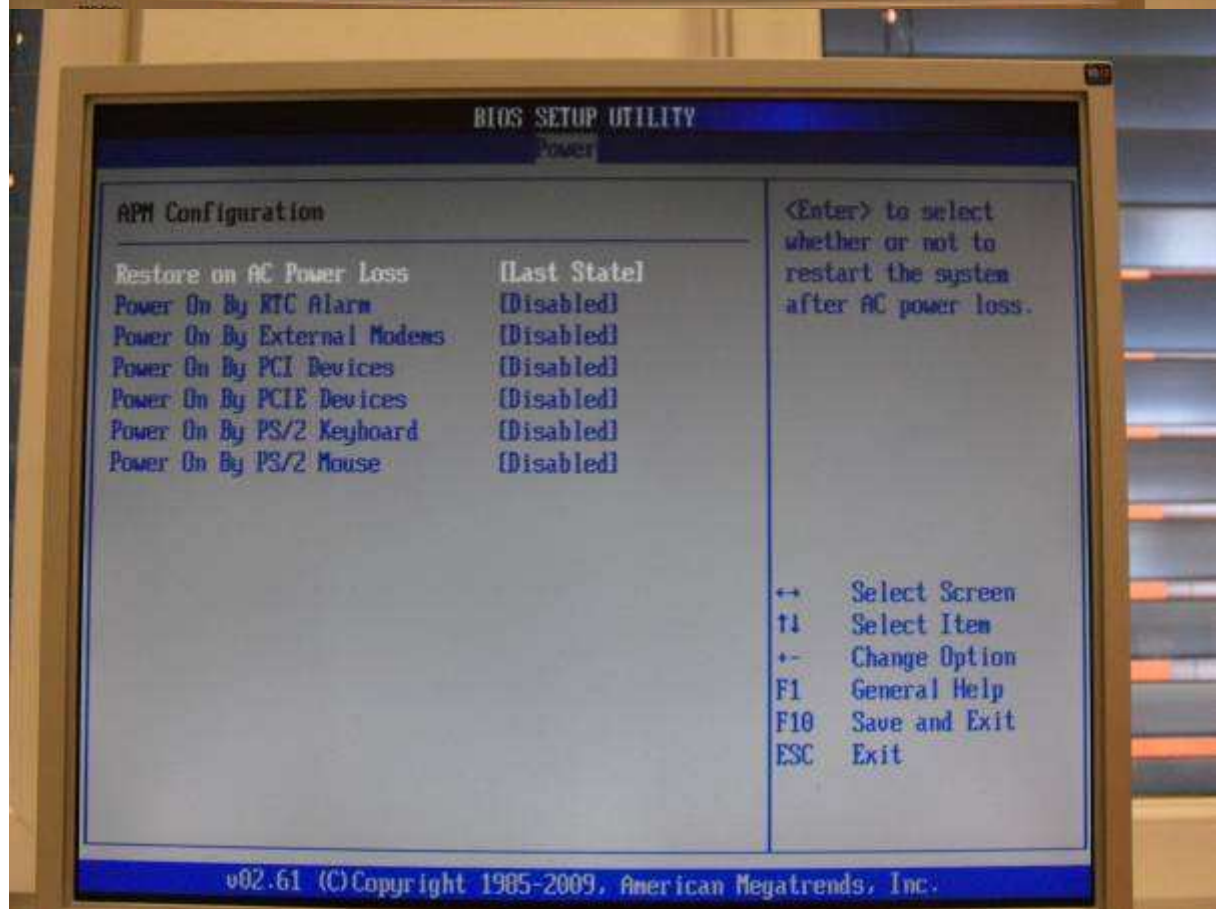 BIOS SETUP UTILITY
Power
APM Configuration
Restore on AC Power Loss [Last State]
Power On By RTC Alarm [Disabled]
Power On By External Modems [Disabled]
Power On By PCI Devices [Disabled]
Power On By PCIE Devices [Disabled]
Power On By PS/2 Keyboard [Disabled]
Power On By PS/2 Mouse [Disabled]
<Enter> to select
whether or not to
restart the system
after AC power loss.
↔ Select Screen
↑↓ Select Item
+- Change Option
F1 General Help
F10 Save and Exit
ESC Exit
v02.61 (C)Copyright 1985-2009, American Megatrends, Inc.